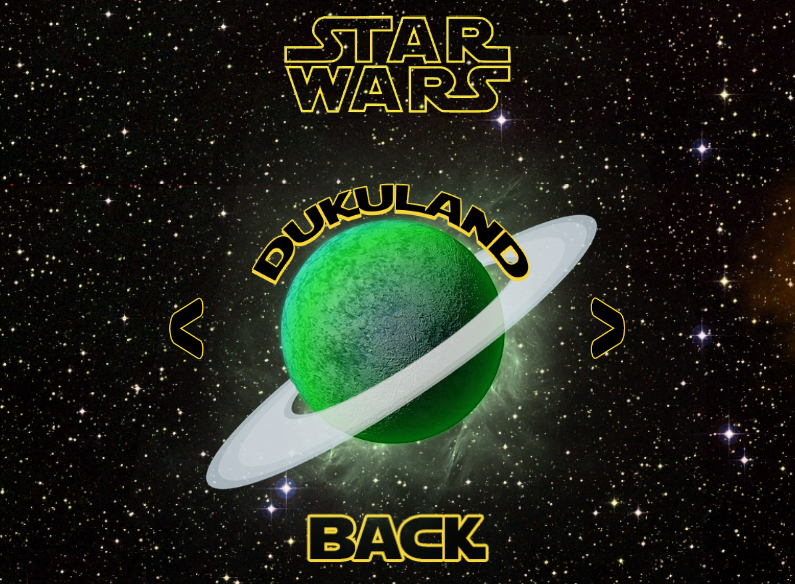 STAR
WARS
DUKULAND
< >
BACK